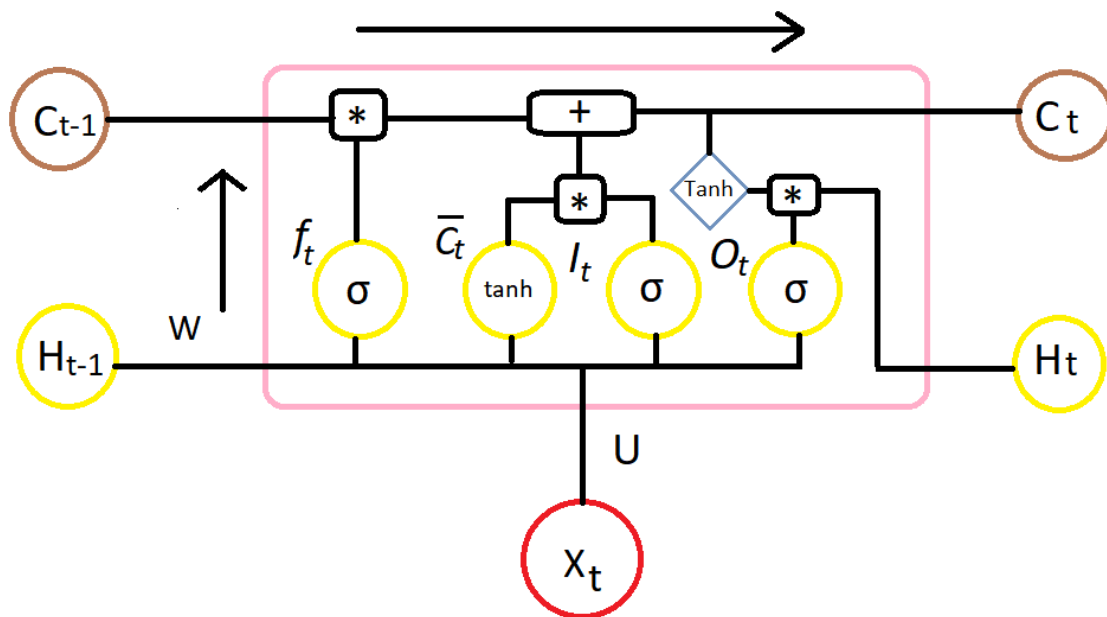 Ct-1 * + Ct
Tanh *
ft C̅t * It Ot
σ tanh σ σ
W
Ht-1 Ht
U
Xt